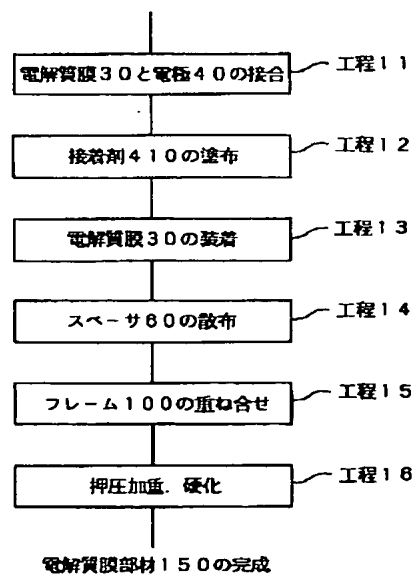 電解質膜30と電極40の接合
工程11
接着剤410の塗布
工程12
電解質膜30の装着
工程13
スペーサ60の散布
工程14
フレーム100の重ね合せ
工程15
押圧加重．硬化
工程16
電解質膜部材150の完成